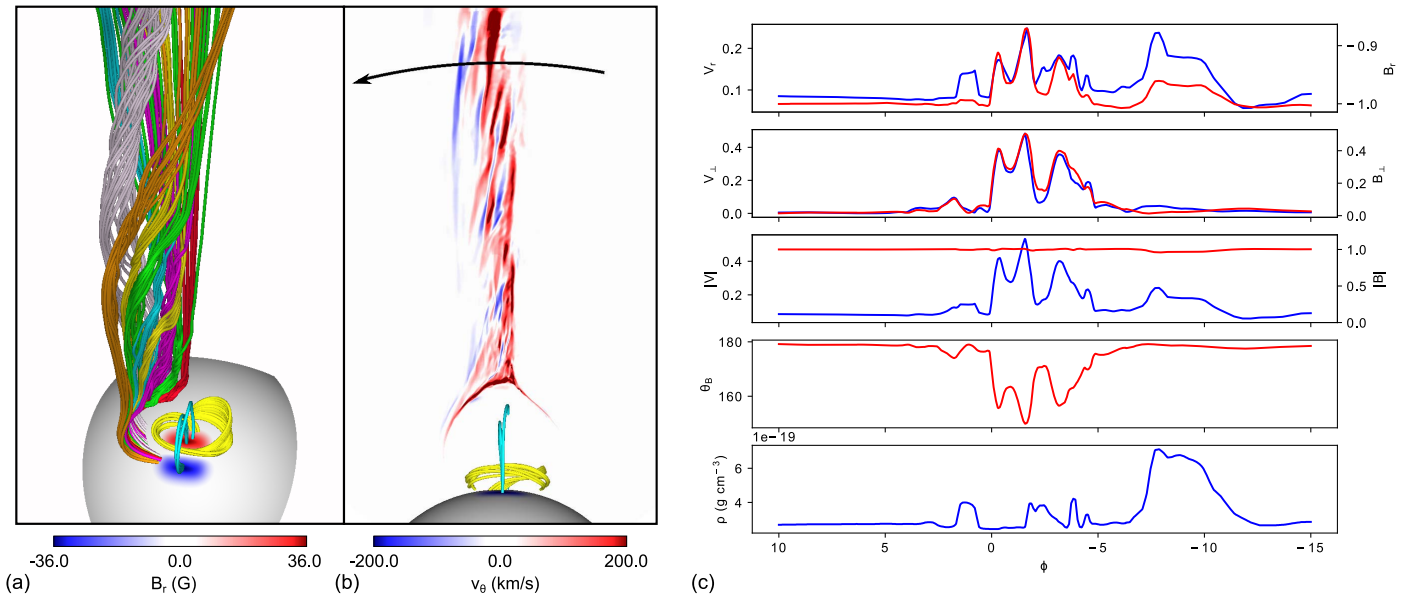 -36.0 0.0 36.0
B_r (G)
(a)
-200.0 0.0 200.0
v_θ (km/s)
(b)
V_r
0.2
0.1
−0.9
−1.0
B_r
V_⊥
0.4
0.2
0.0
0.4
0.2
0.0
B_⊥
|V|
0.4
0.2
1.0
0.5
0.0
|B|
θ_B
180
160
1e−19
ρ (g cm⁻³)
6
4
10 5 0 −5 −10 −15
ϕ
(c)